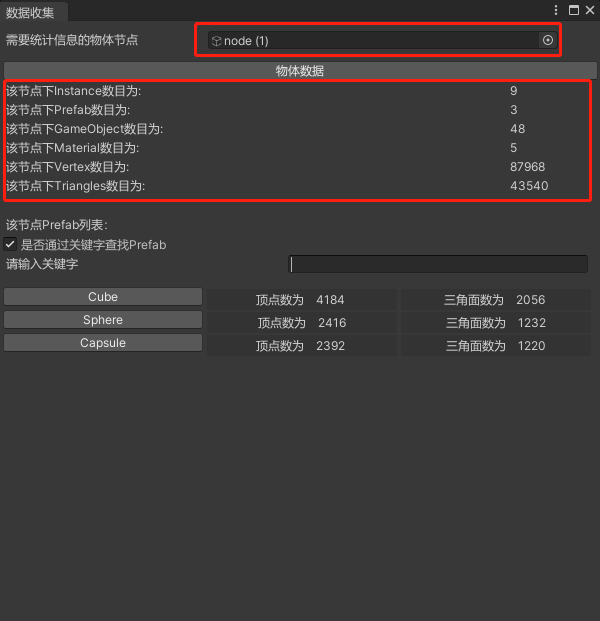 数据收集
需要统计信息的物体节点 node (1)
物体数据
该节点下Instance数目为: 9
该节点下Prefab数目为: 3
该节点下GameObject数目为: 48
该节点下Material数目为: 5
该节点下Vertex数目为: 87968
该节点下Triangles数目为: 43540
该节点Prefab列表:
是否通过关键字查找Prefab
请输入关键字
Cube 顶点数为 4184 三角面数为 2056
Sphere 顶点数为 2416 三角面数为 1232
Capsule 顶点数为 2392 三角面数为 1220